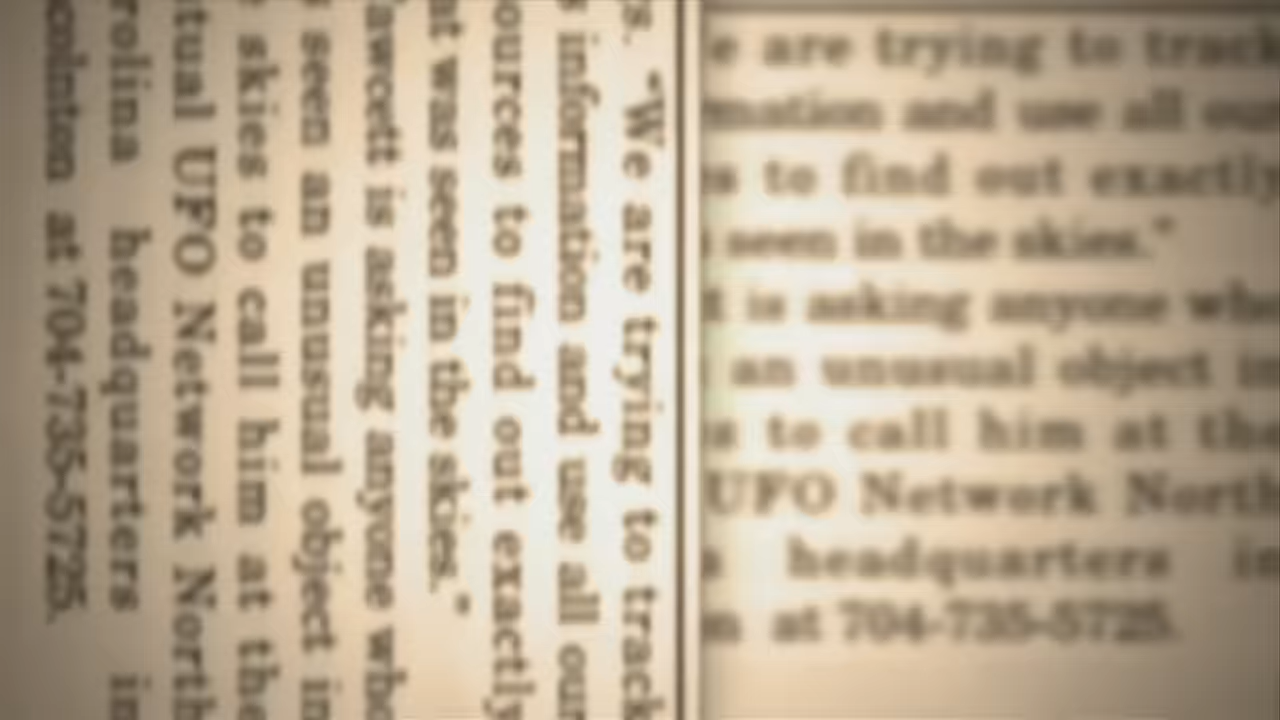 s. "We are trying to track
s information and use all our
ources to find out exactly
at was seen in the skies."
awcett is asking anyone who
s seen an unusual object in
e skies to call him at the
tual UFO Network North
rolina headquarters in
colnton at 704-735-5725.
e are trying to track
mation and use all our
s to find out exactly
seen in the skies."
t is asking anyone who
an unusual object in
s to call him at the
UFO Network North
a headquarters in
n at 704-735-5725.